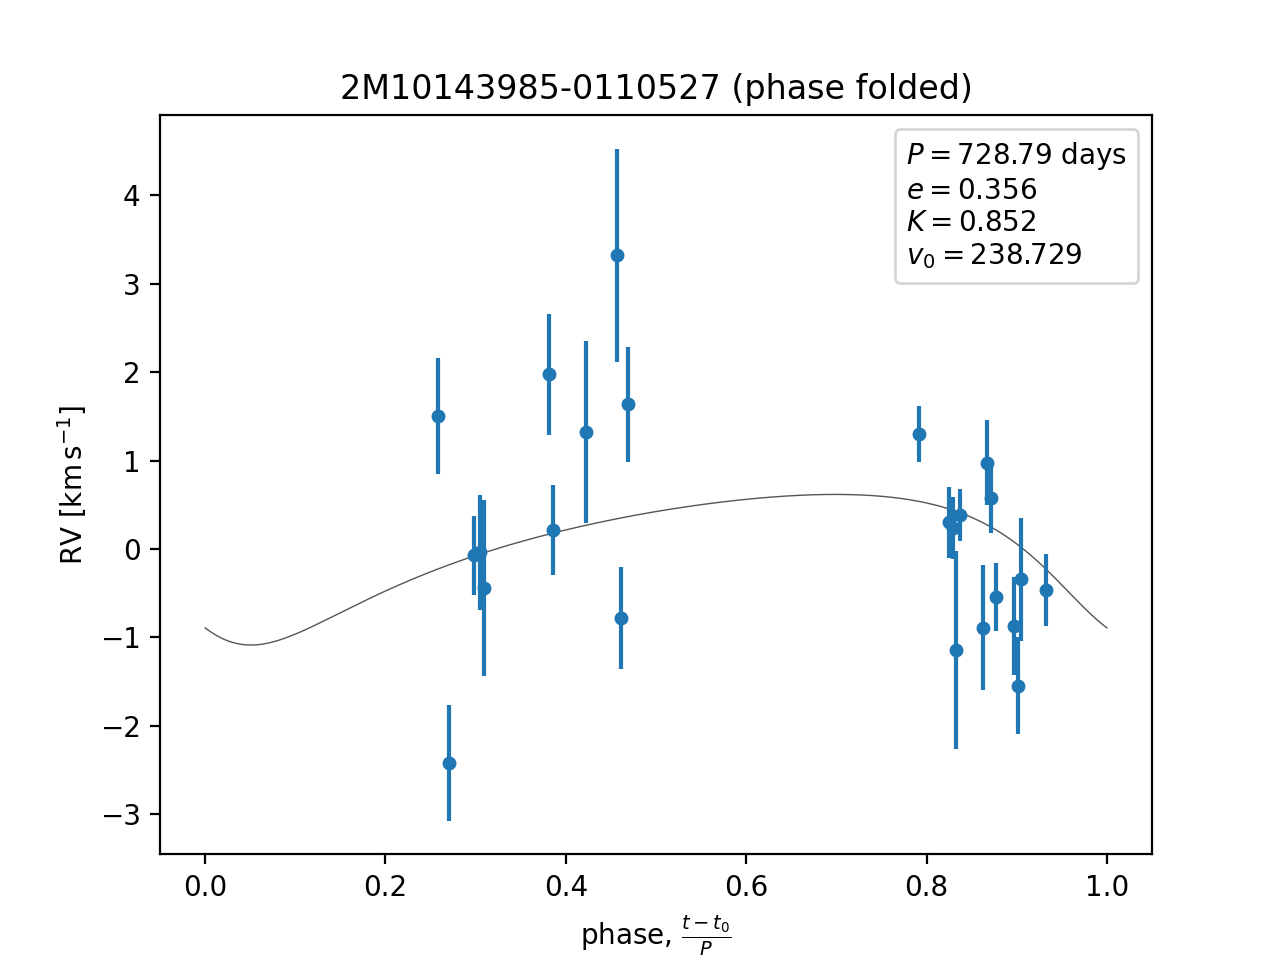 2M10143985-0110527 (phase folded)
P = 728.79 days
e = 0.356
K = 0.852
v₀ = 238.729
RV [km s⁻¹]
4
3
2
1
0
−1
−2
−3
0.0 0.2 0.4 0.6 0.8 1.0
phase, (t − t₀)/P